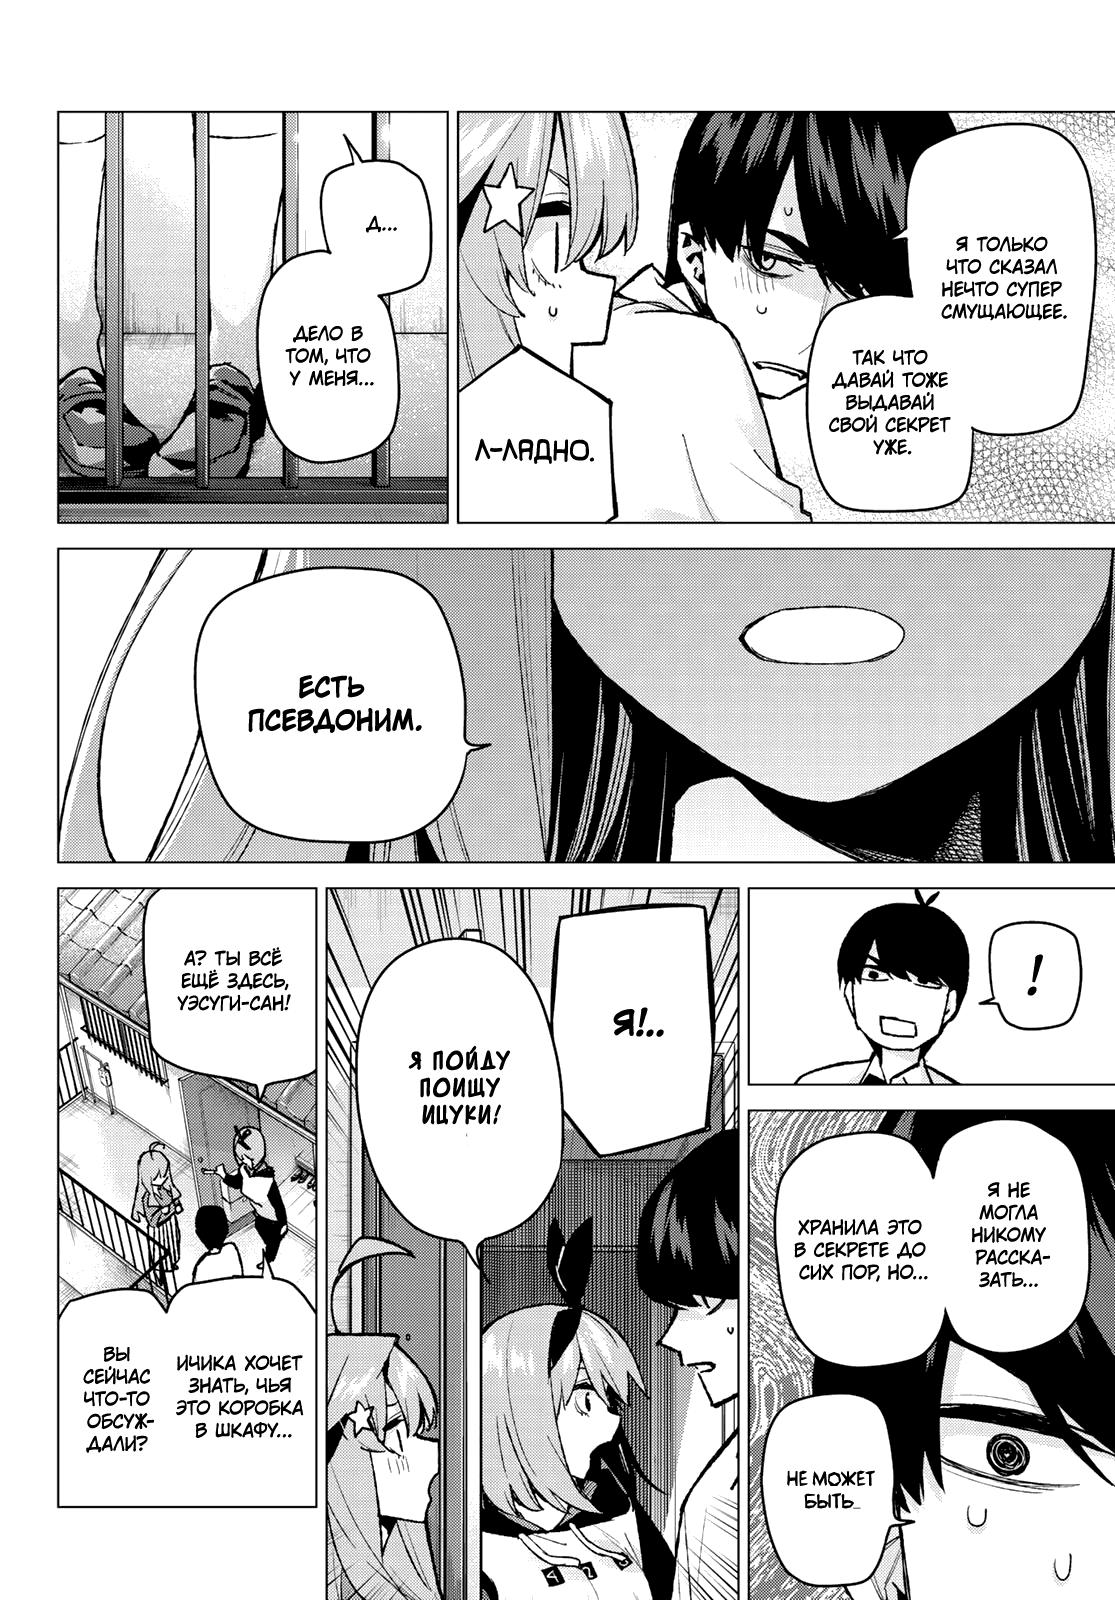 Я ТОЛЬКО
ЧТО СКАЗАЛ
НЕЧТО СУПЕР
СМУЩАЮЩЕЕ.
ТАК ЧТО
ДАВАЙ ТОЖЕ
ВЫДАВАЙ
СВОЙ СЕКРЕТ
УЖЕ.
Л-ЛАДНО.
Д...
ДЕЛО В
ТОМ, ЧТО
У МЕНЯ...
ЕСТЬ
ПСЕВДОНИМ.
!
Я НЕ
МОГЛА
НИКОМУ
РАССКА-
ЗАТЬ...
ХРАНИЛА ЭТО
В СЕКРЕТЕ ДО
СИХ ПОР, НО...
НЕ МОЖЕТ
БЫТЬ...
Я!..
Я ПОЙДУ
ПОИЩУ
ИЦУКИ!
А? ТЫ ВСЁ
ЕЩЁ ЗДЕСЬ,
УЭСУГИ-САН!
ИЧИКА ХОЧЕТ
ЗНАТЬ, ЧЬЯ
ЭТО КОРОБКА
В ШКАФУ...
ВЫ
СЕЙЧАС
ЧТО-ТО
ОБСУЖ-
ДАЛИ?